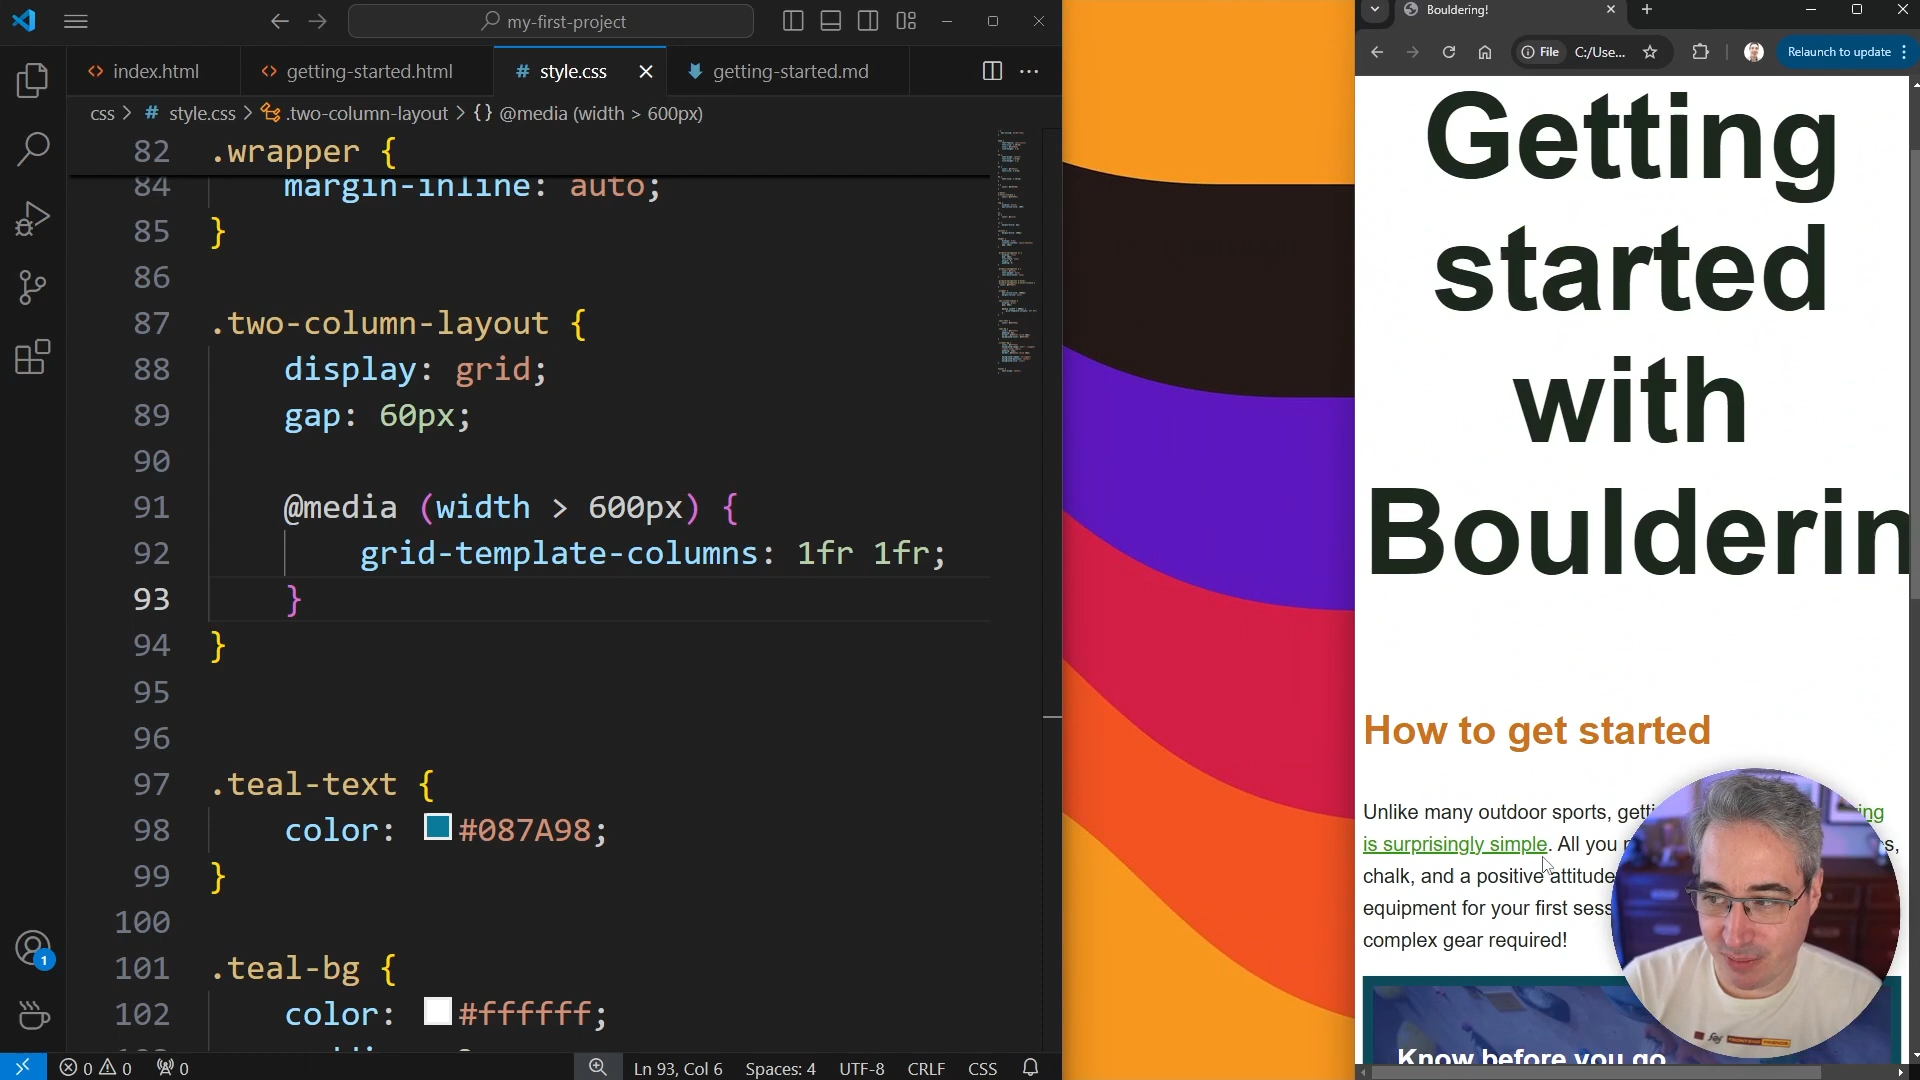 my-first-project
index.html
getting-started.html
# style.css
getting-started.md
css > # style.css > .two-column-layout > {} @media (width > 600px)
82 .wrapper {
84 margin-inline: auto;
85 }
86
87 .two-column-layout {
88 display: grid;
89 gap: 60px;
90
91 @media (width > 600px) {
92 grid-template-columns: 1fr 1fr;
93 }
94 }
95
96
97 .teal-text {
98 color: #087A98;
99 }
100
101 .teal-bg {
102 color: #ffffff;
1
0 0 0
Ln 93, Col 6 Spaces: 4 UTF-8 CRLF CSS
Bouldering!
File C:/Use...
Relaunch to update
Getting
started
with
Boulderin
How to get started
Unlike many outdoor sports, getti ing
is surprisingly simple. All you s,
chalk, and a positive attitude
equipment for your first sess
complex gear required!
Know before you go